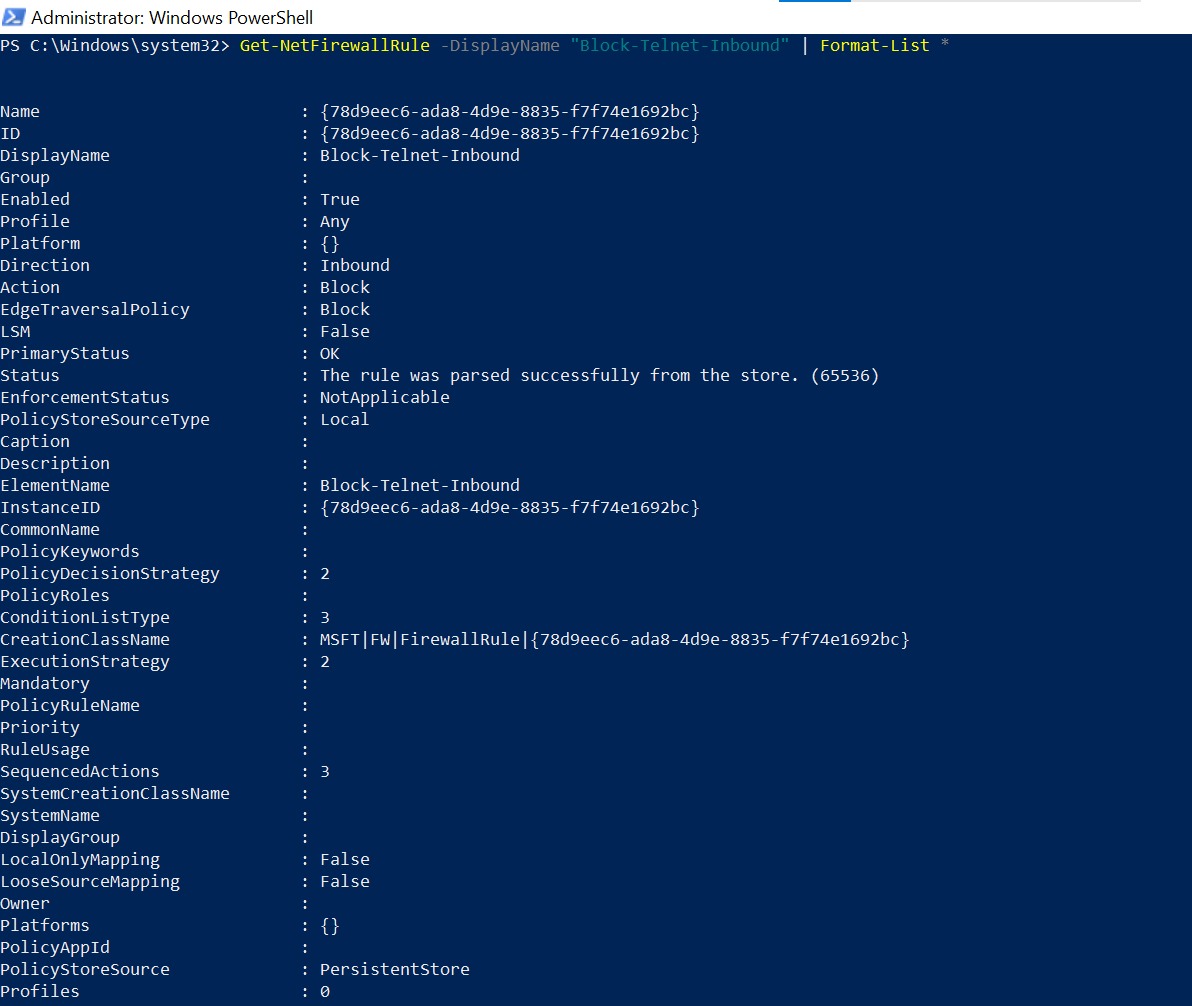 Administrator: Windows PowerShell
PS C:\Windows\system32> Get-NetFirewallRule -DisplayName "Block-Telnet-Inbound" | Format-List *
Name : {78d9eec6-ada8-4d9e-8835-f7f74e1692bc}
ID : {78d9eec6-ada8-4d9e-8835-f7f74e1692bc}
DisplayName : Block-Telnet-Inbound
Group :
Enabled : True
Profile : Any
Platform : {}
Direction : Inbound
Action : Block
EdgeTraversalPolicy : Block
LSM : False
PrimaryStatus : OK
Status : The rule was parsed successfully from the store. (65536)
EnforcementStatus : NotApplicable
PolicyStoreSourceType : Local
Caption :
Description :
ElementName : Block-Telnet-Inbound
InstanceID : {78d9eec6-ada8-4d9e-8835-f7f74e1692bc}
CommonName :
PolicyKeywords :
PolicyDecisionStrategy : 2
PolicyRoles :
ConditionListType : 3
CreationClassName : MSFT|FW|FirewallRule|{78d9eec6-ada8-4d9e-8835-f7f74e1692bc}
ExecutionStrategy : 2
Mandatory :
PolicyRuleName :
Priority :
RuleUsage :
SequencedActions : 3
SystemCreationClassName :
SystemName :
DisplayGroup :
LocalOnlyMapping : False
LooseSourceMapping : False
Owner :
Platforms : {}
PolicyAppId :
PolicyStoreSource : PersistentStore
Profiles : 0